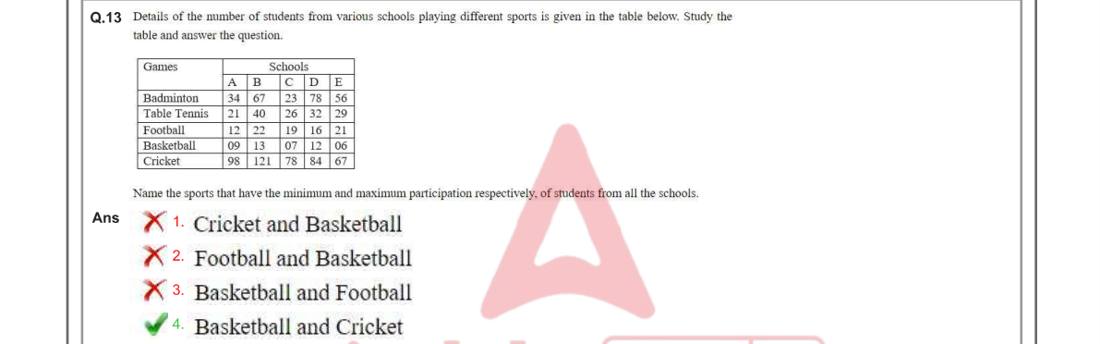 Q.13 Details of the number of students from various schools playing different sports is given in the table below. Study the
table and answer the question.
Games Schools
A B C D E
Badminton 34 67 23 78 56
Table Tennis 21 40 26 32 29
Football 12 22 19 16 21
Basketball 09 13 07 12 06
Cricket 98 121 78 84 67
Name the sports that have the minimum and maximum participation respectively, of students from all the schools.
Ans 1. Cricket and Basketball
2. Football and Basketball
3. Basketball and Football
4. Basketball and Cricket